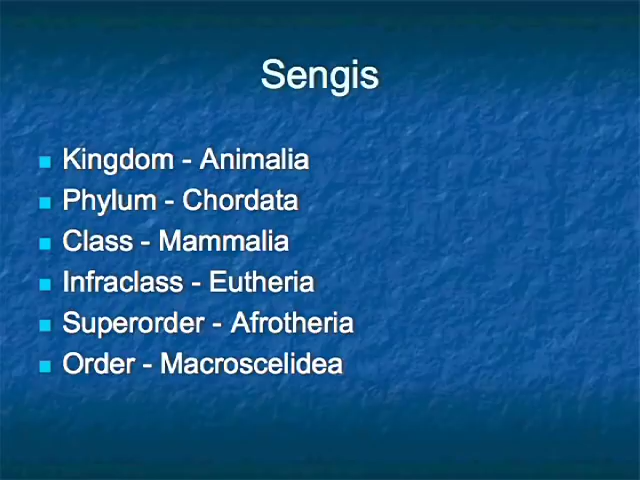 Sengis
Kingdom - Animalia
Phylum - Chordata
Class - Mammalia
Infraclass - Eutheria
Superorder - Afrotheria
Order - Macroscelidea